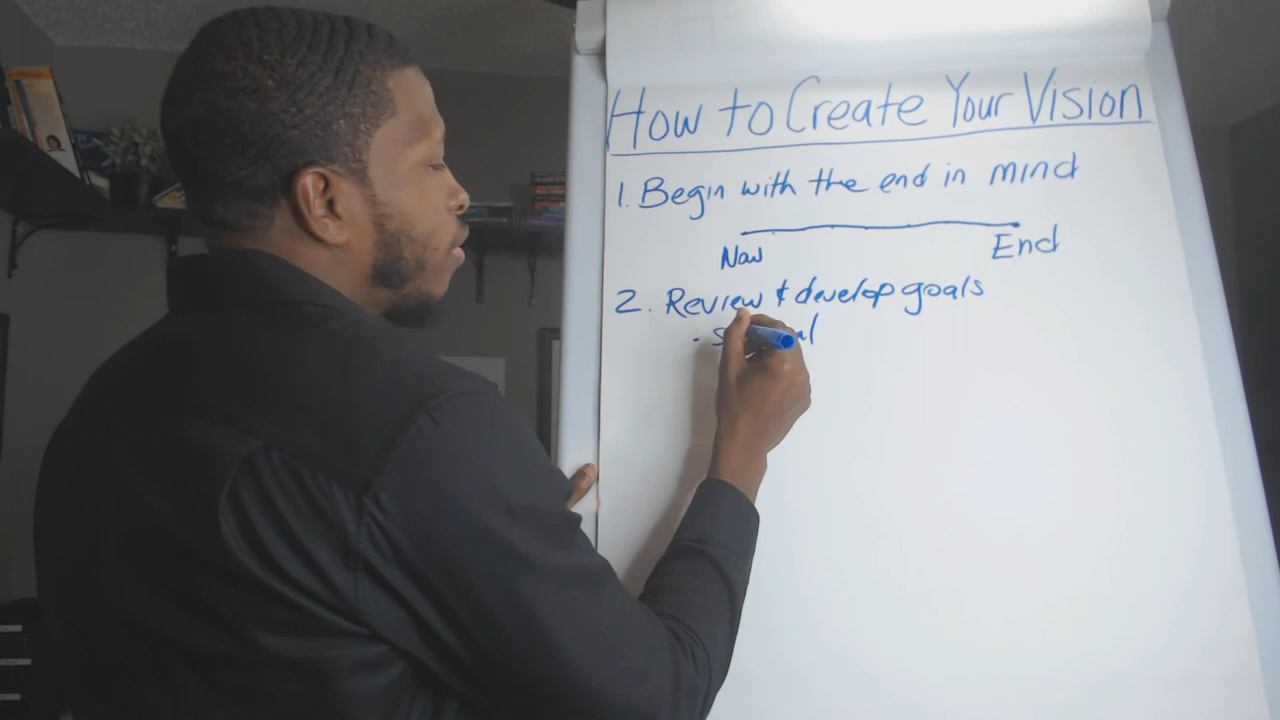 How to Create Your Vision
1. Begin with the end in mind
Now End
2. Review & develop goals